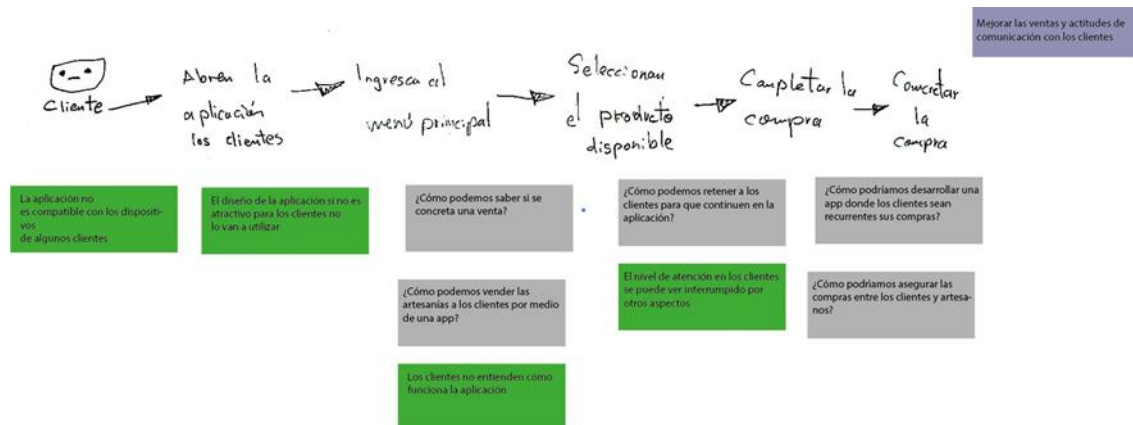 Mejorar las ventas y actitudes de
comunicación con los clientes
Cliente
Abren la
aplicación
los clientes
Ingresan al
menú principal
Seleccionan
el producto
disponible
Completar la
compra
Concretar
la
compra
La aplicación no
es compatible con los dispositi-
vos
de algunos clientes
El diseño de la aplicación si no es
atractivo para los clientes no
lo van a utilizar
¿Cómo podemos saber si se
concreta una venta?
¿Cómo podemos retener a los
clientes para que continuen en la
aplicación?
¿Cómo podríamos desarrollar una
app donde los clientes sean
recurrentes sus compras?
¿Cómo podemos vender las
artesanías a los clientes por medio
de una app?
El nivel de atención en los clientes
se puede ver interrumpido por
otros aspectos
¿Cómo podriamos asegurar las
compras entre los clientes y artesa-
nos?
Los clientes no entienden cómo
funciona la aplicación